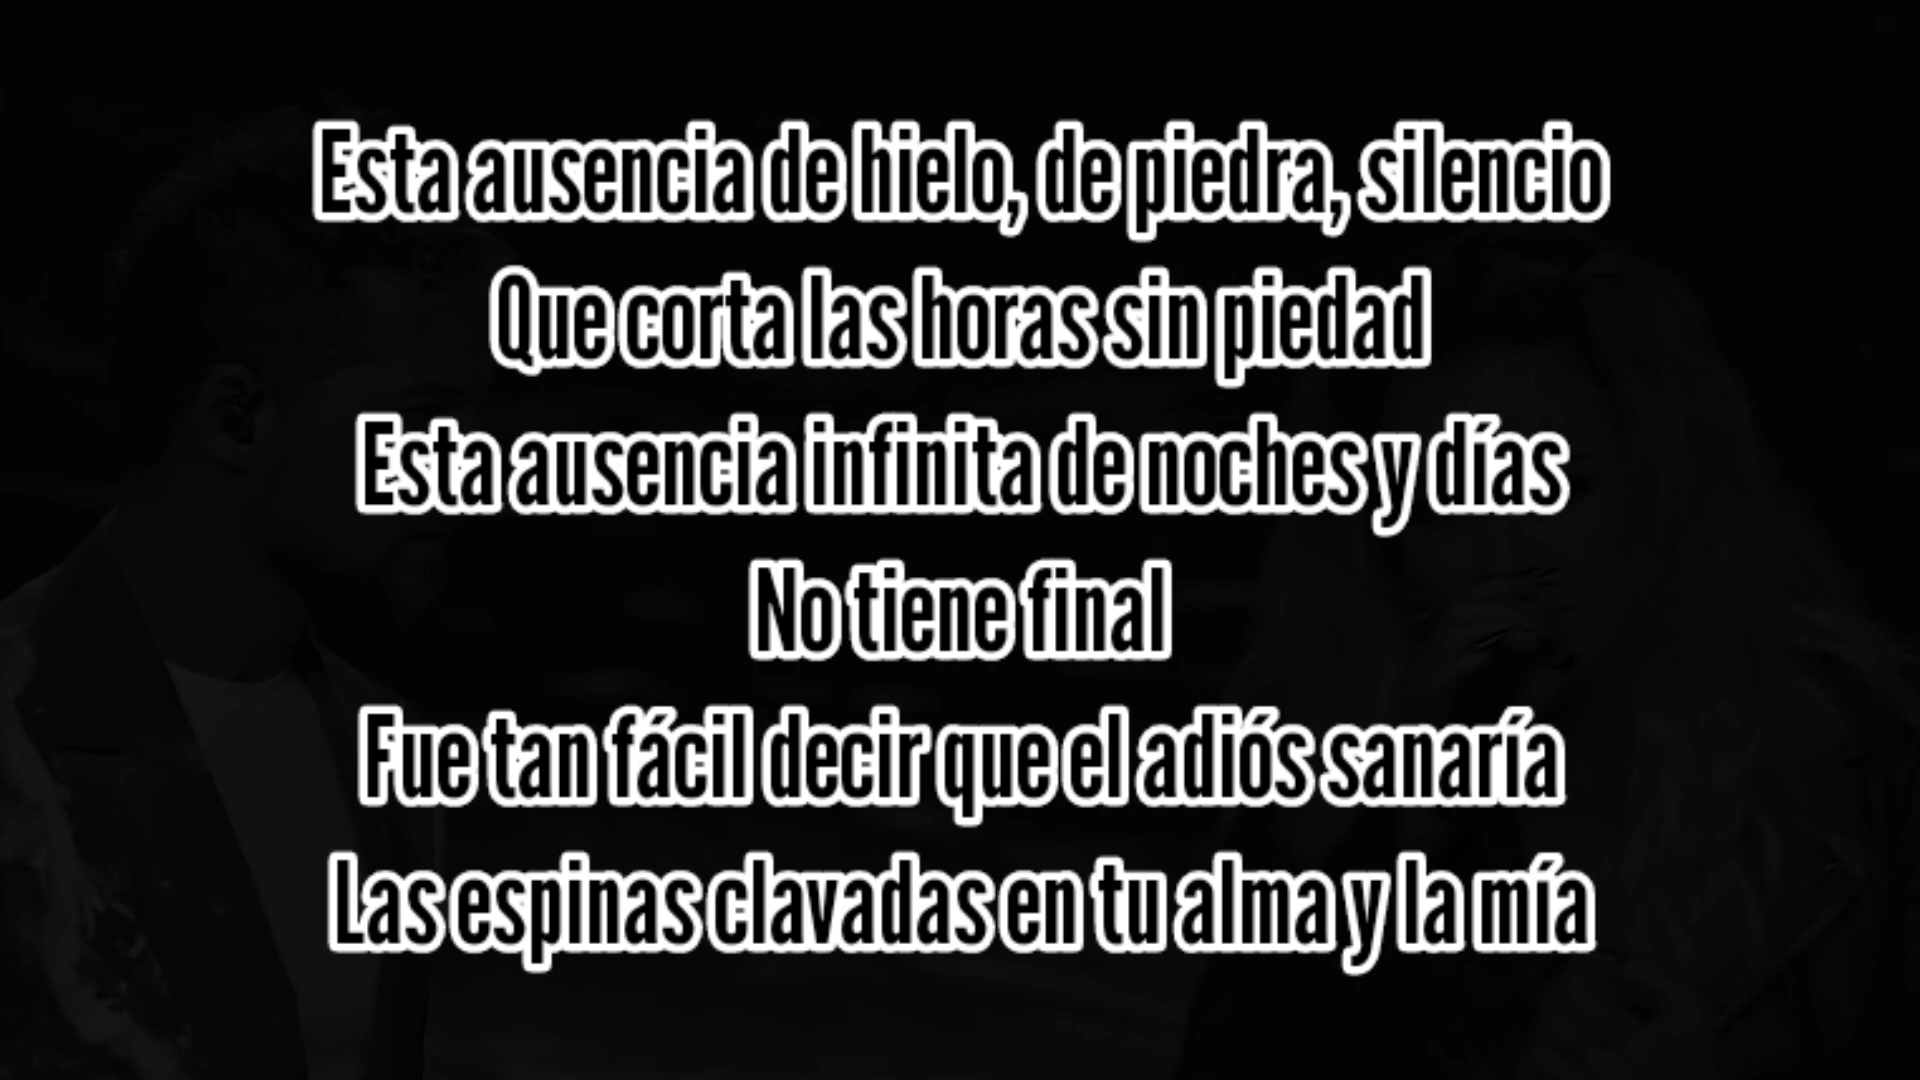 Esta ausencia de hielo, de piedra, silencio
Que corta las horas sin piedad
Esta ausencia infinita de noches y días
No tiene final
Fue tan fácil decir que el adiós sanaría
Las espinas clavadas en tu alma y la mía